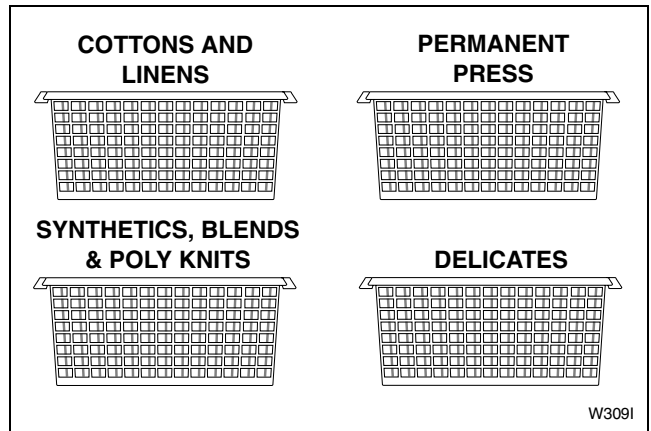 COTTONS AND
LINENS
PERMANENT
PRESS
SYNTHETICS, BLENDS
& POLY KNITS
DELICATES
W309I